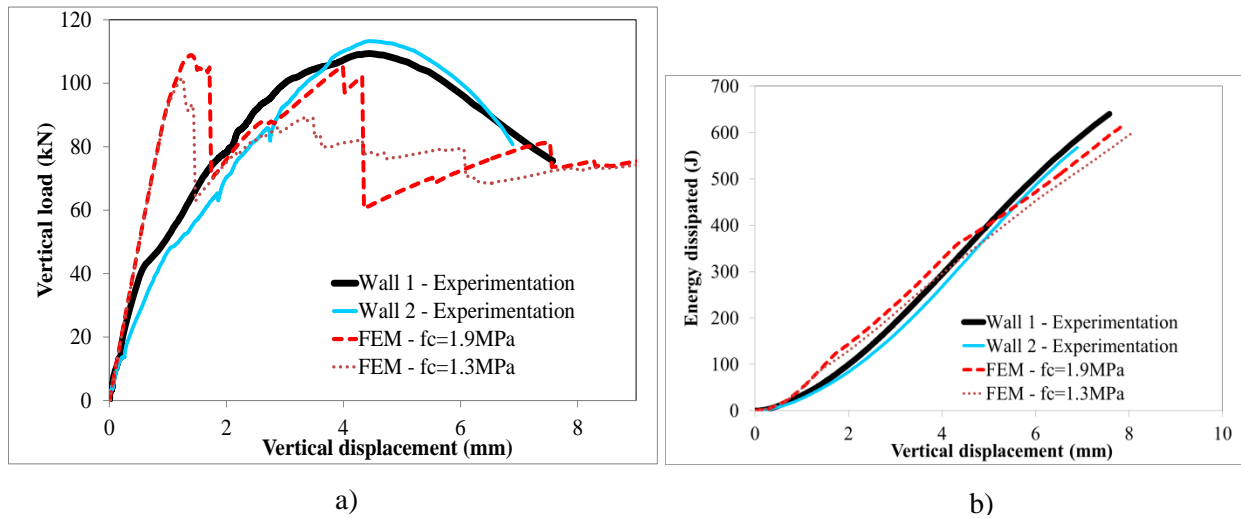 120
100
80
60
40
20
0
Vertical load (kN)
0 2 4 6 8
Vertical displacement (mm)
Wall 1 - Experimentation
Wall 2 - Experimentation
FEM - fc=1.9MPa
FEM - fc=1.3MPa
a)
700
600
500
400
300
200
100
0
Energy dissipated (J)
0 2 4 6 8 10
Vertical displacement (mm)
Wall 1 - Experimentation
Wall 2 - Experimentation
FEM - fc=1.9MPa
FEM - fc=1.3MPa
b)